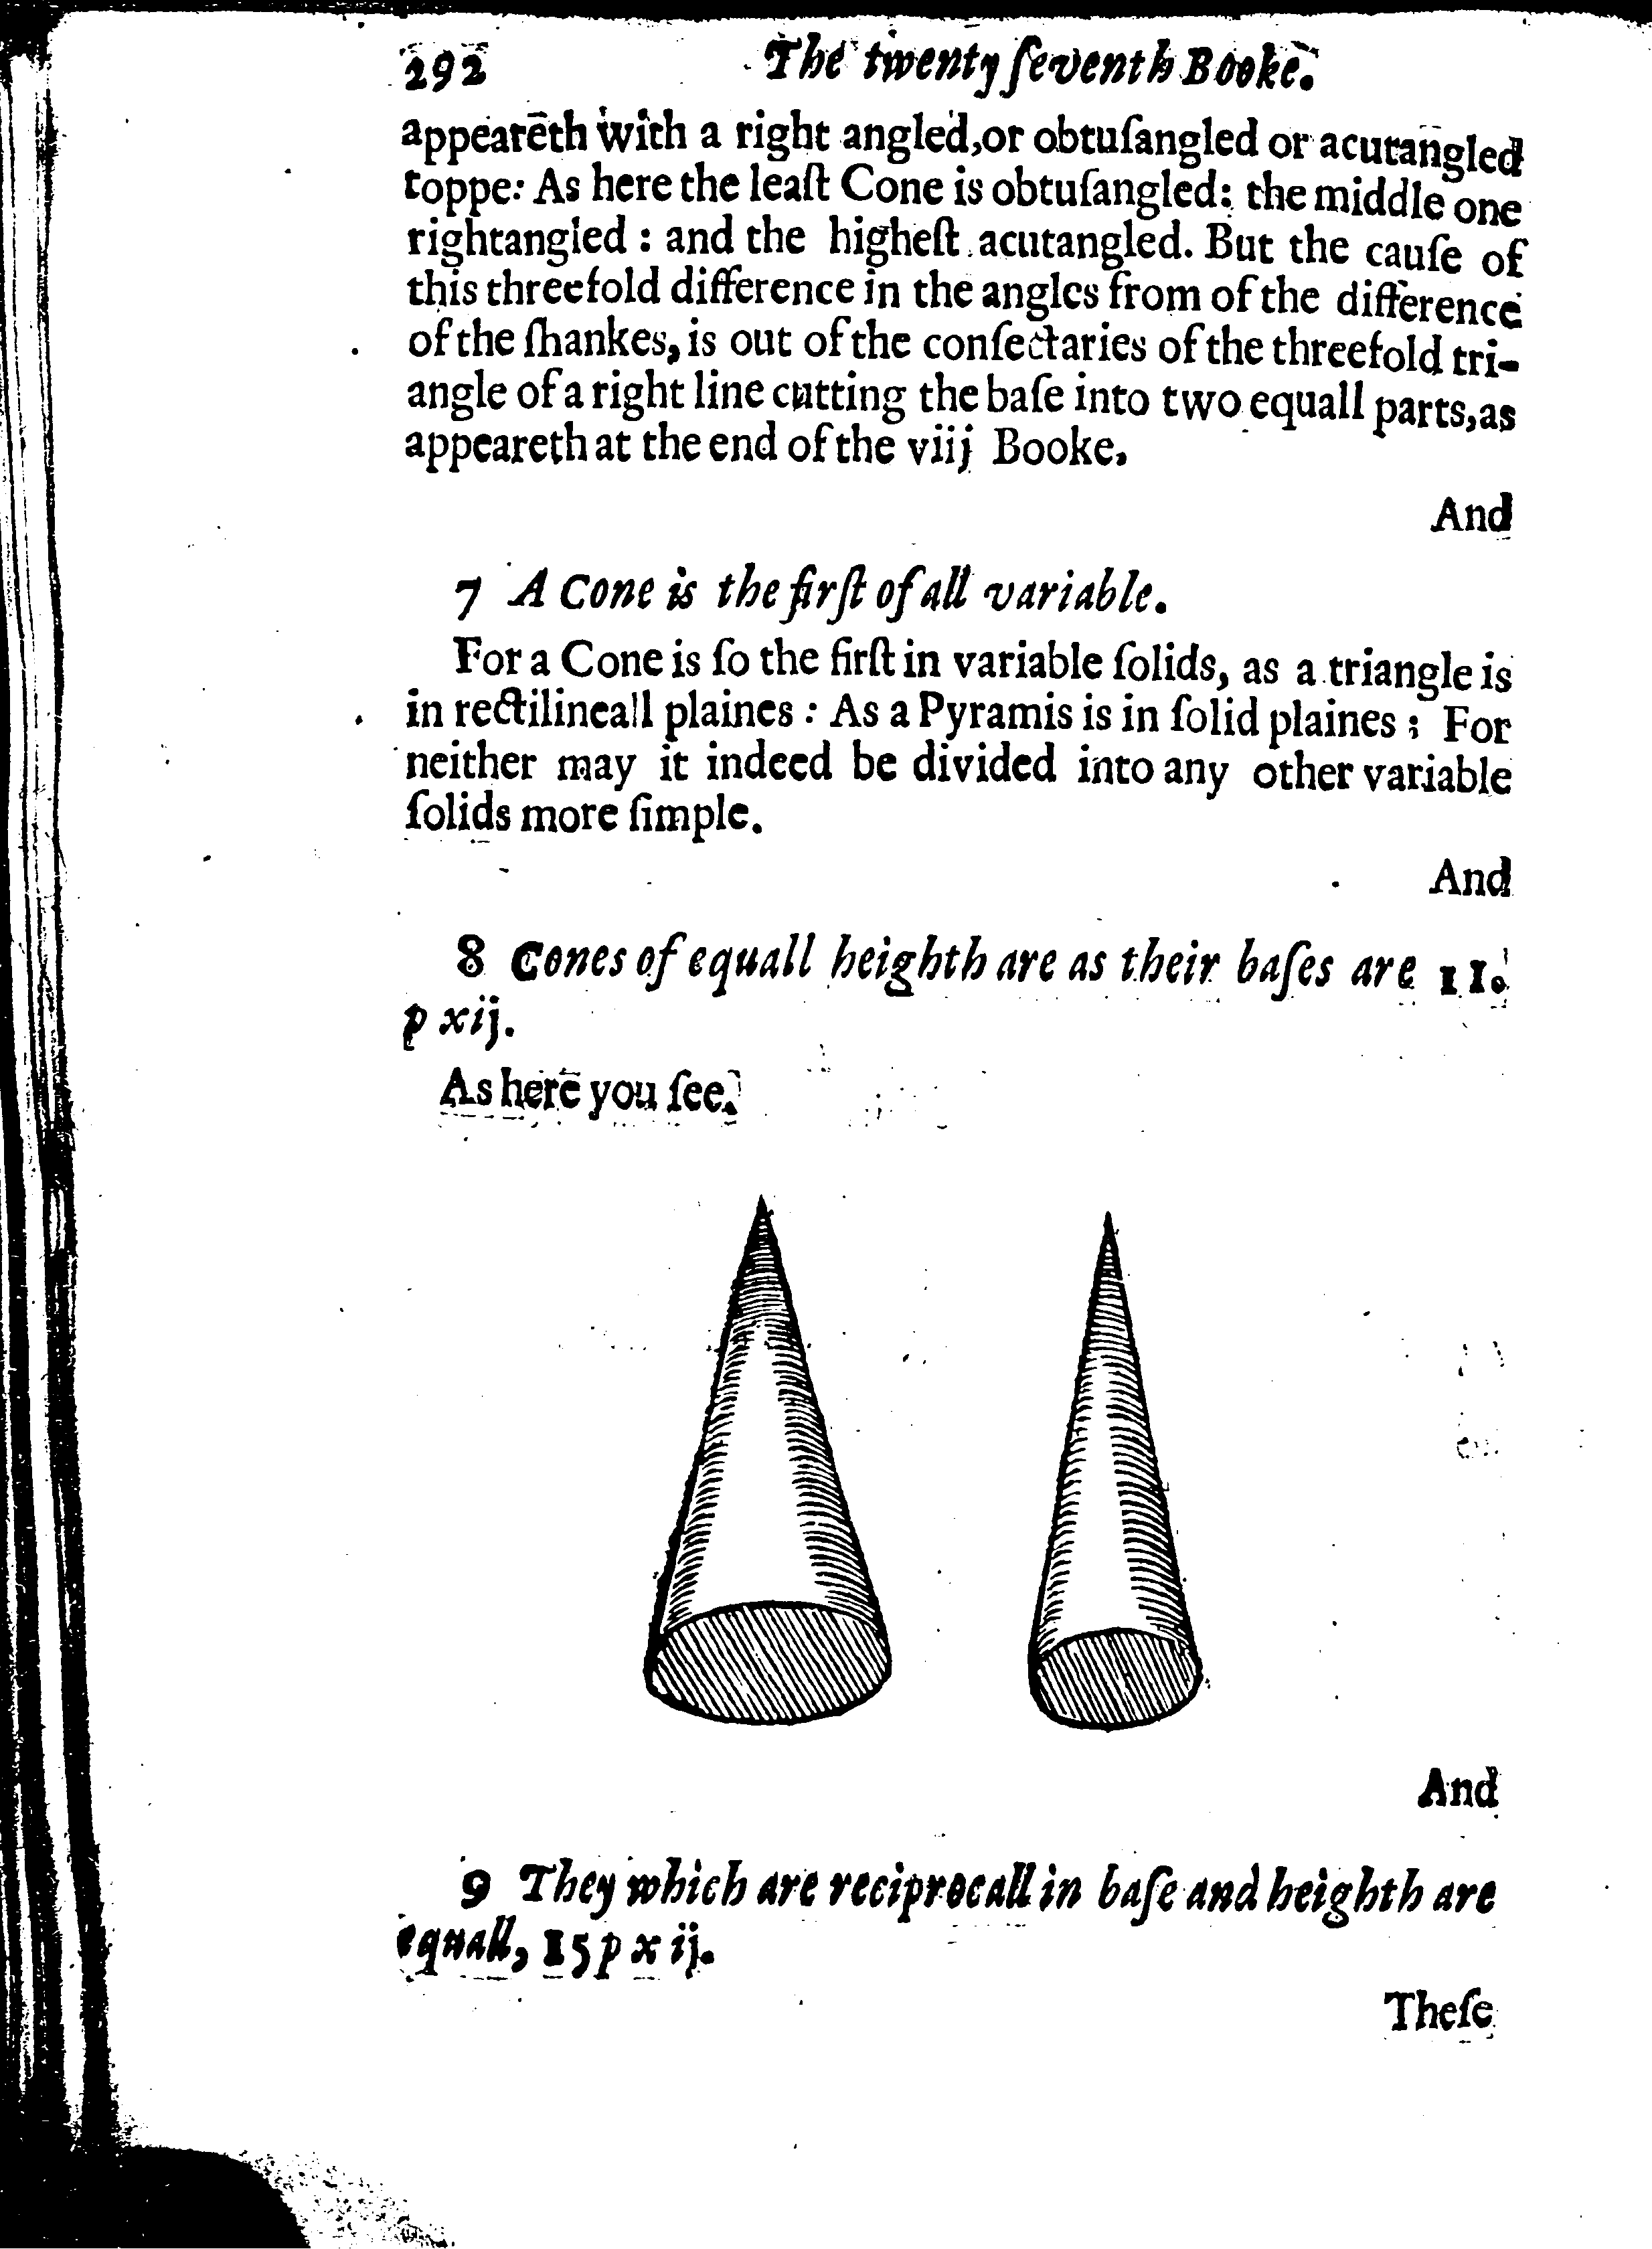 292 The twenty ſeventh Booke.
appeareth with a right angled, or obtuſangled or acutangled
toppe: As here the leaſt Cone is obtuſangled: the middle one
rightangled : and the higheſt acutangled. But the cauſe of
this threefold difference in the angles from of the difference
of the ſhankes, is out of the conſectaries of the threefold tri-
angle of a right line cutting the baſe into two equall parts, as
appeareth at the end of the viij Booke,
And
7 A Cone is the firſt of all variable.
For a Cone is ſo the firſt in variable ſolids, as a triangle is
in rectilineall plaines : As a Pyramis is in ſolid plaines ; For
neither may it indeed be divided into any other variable
ſolids more ſimple.
And
8 Cones of equall heighth are as their baſes are 11.
p xij.
As here you ſee.
And
9 They which are reciprocall in baſe and heighth are
equall, 15 p x ij.
Theſe